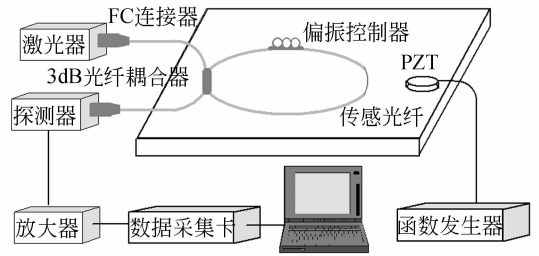 FC连接器
激光器
偏振控制器
3dB光纤耦合器
PZT
探测器
传感光纤
放大器
数据采集卡
函数发生器